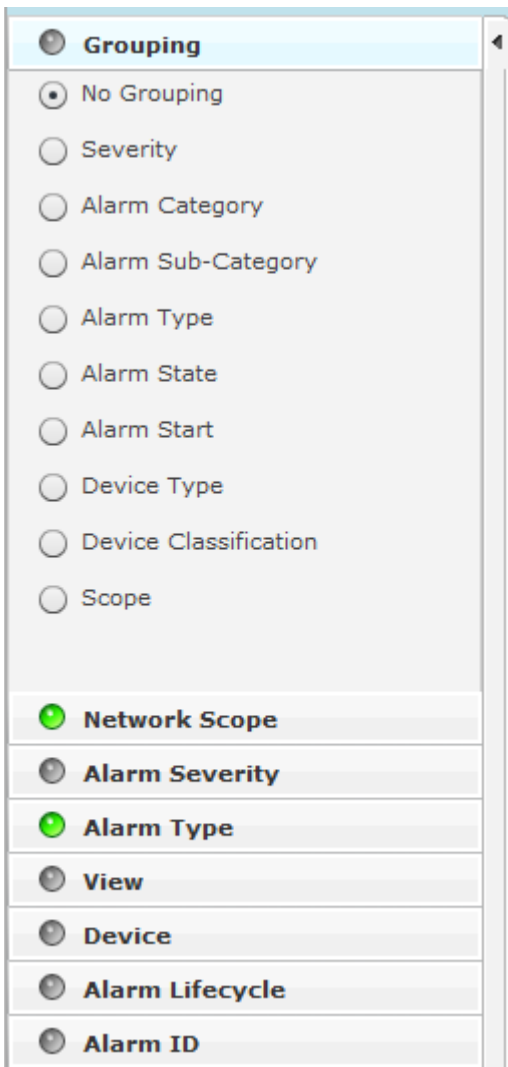 Grouping
No Grouping
Severity
Alarm Category
Alarm Sub-Category
Alarm Type
Alarm State
Alarm Start
Device Type
Device Classification
Scope
Network Scope
Alarm Severity
Alarm Type
View
Device
Alarm Lifecycle
Alarm ID